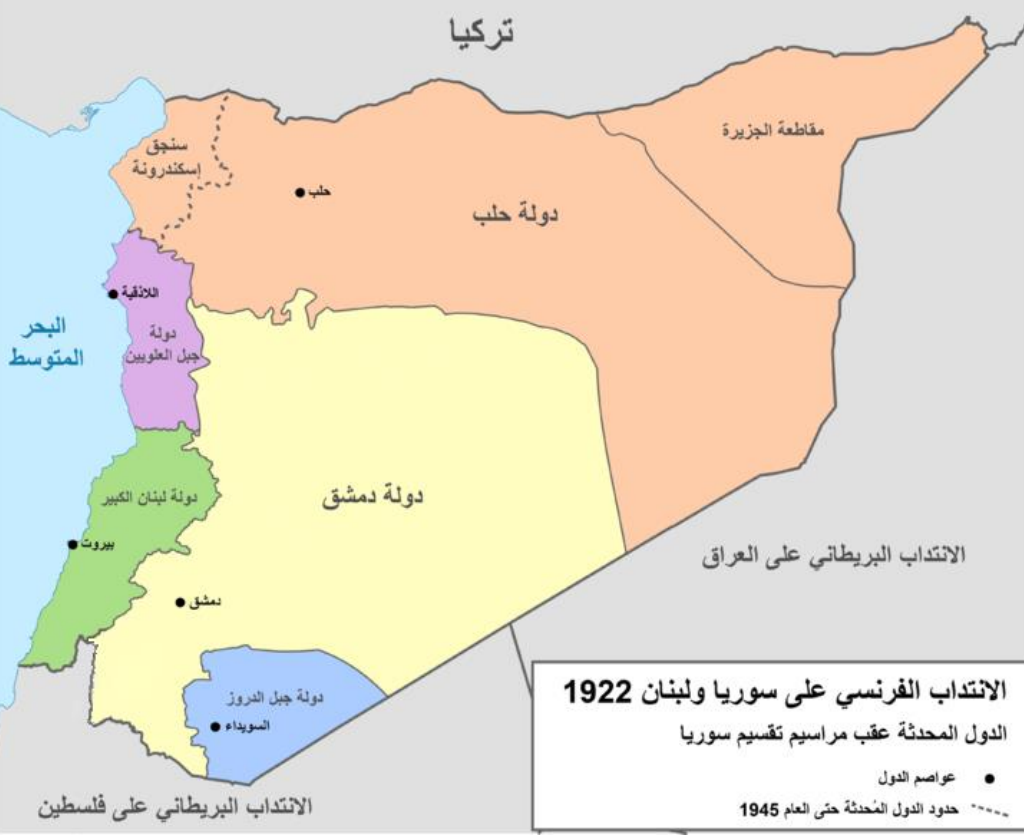 تركيا
مقاطعة الجزيرة
سنجق
إسكندرونة
حلب
دولة حلب
اللاذقية
البحر
المتوسط
دولة
جبل العلويين
دولة دمشق
دولة لبنان الكبير
بيروت
الانتداب البريطاني على العراق
دمشق
دولة جبل الدروز
السويداء
الانتداب البريطاني على فلسطين
الانتداب الفرنسي على سوريا ولبنان 1922
الدول المحدثة عقب مراسيم تقسيم سوريا
عواصم الدول
حدود الدول المُحدثة حتى العام 1945